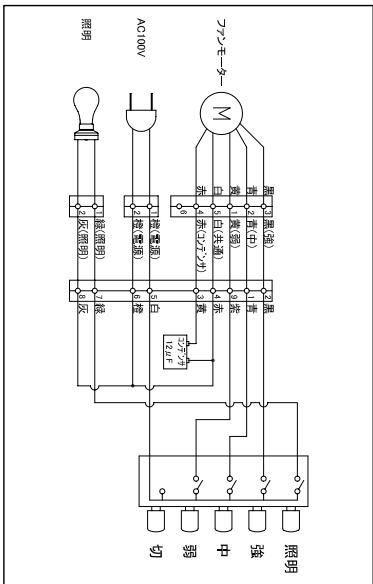 ファンモーター
AC100V
照明
M
黒
青
黄
白
赤
3 黒(強)
2 青(中)
1 黄(弱)
5 白(共通)
4 赤(コンデンサ)
6
1 橙(電源)
2 橙(電源)
1 緑(照明)
2 灰(照明)
2 黒
1 青
9 紫
4 赤
3 黄
5 白
6 橙
7 緑
8 灰
コンデンサ
12μF
照明
強
中
弱
切